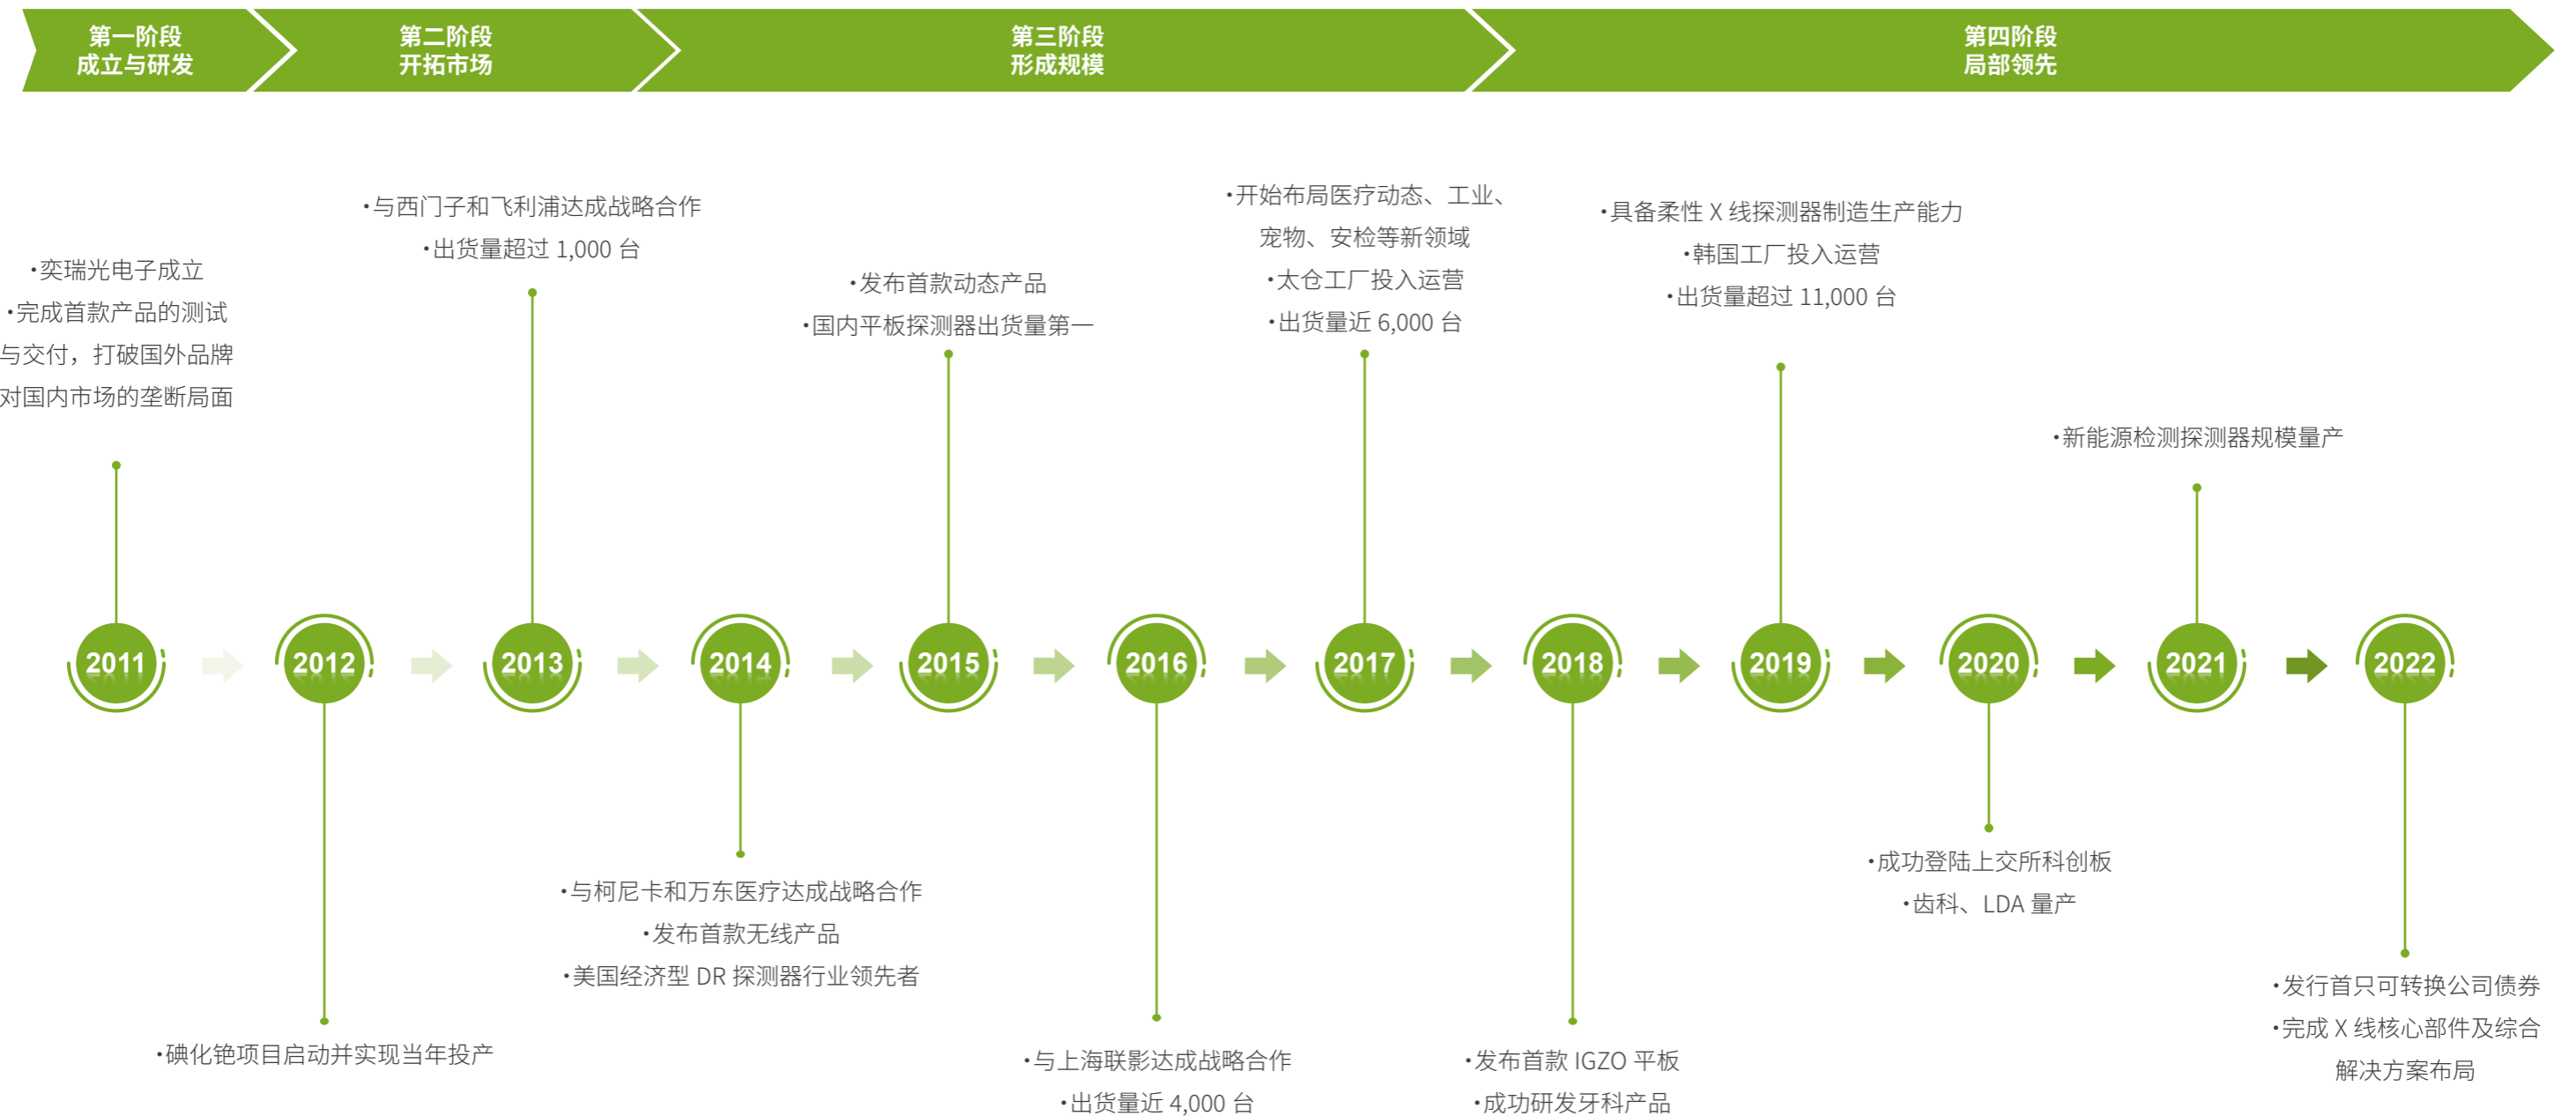 第一阶段
成立与研发
第二阶段
开拓市场
第三阶段
形成规模
第四阶段
局部领先
•奕瑞光电子成立
•完成首款产品的测试
与交付，打破国外品牌
对国内市场的垄断局面
•与西门子和飞利浦达成战略合作
•出货量超过 1,000 台
•发布首款动态产品
•国内平板探测器出货量第一
•开始布局医疗动态、工业、
宠物、安检等新领域
•太仓工厂投入运营
•出货量近 6,000 台
•具备柔性 X 线探测器制造生产能力
•韩国工厂投入运营
•出货量超过 11,000 台
•新能源检测探测器规模量产
2011
2012
2013
2014
2015
2016
2017
2018
2019
2020
2021
2022
•碘化铯项目启动并实现当年投产
•与柯尼卡和万东医疗达成战略合作
•发布首款无线产品
•美国经济型 DR 探测器行业领先者
•与上海联影达成战略合作
•出货量近 4,000 台
•发布首款 IGZO 平板
•成功研发牙科产品
•成功登陆上交所科创板
•齿科、LDA 量产
•发行首只可转换公司债券
•完成 X 线核心部件及综合
解决方案布局